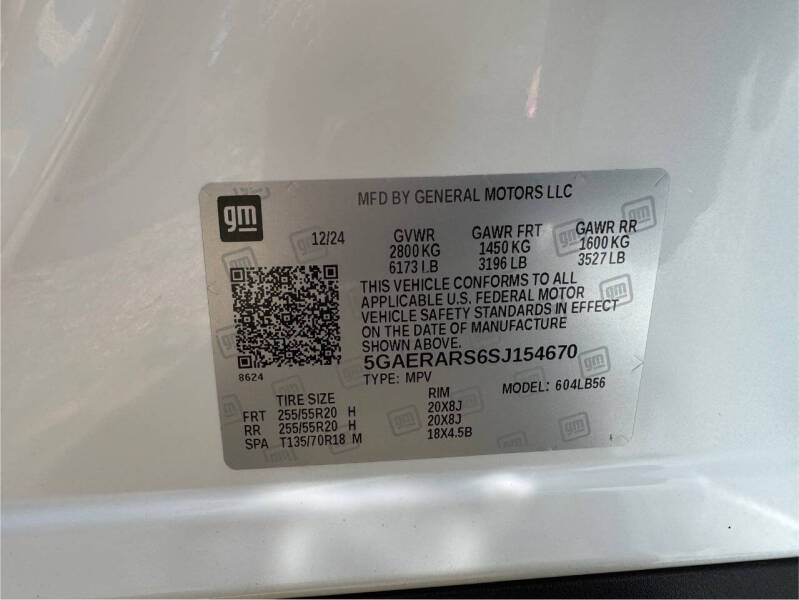 gm
MFD BY GENERAL MOTORS LLC
12/24 GVWR GAWR FRT GAWR RR
2800 KG 1450 KG 1600 KG
6173 LB 3196 LB 3527 LB
THIS VEHICLE CONFORMS TO ALL
APPLICABLE U.S. FEDERAL MOTOR
VEHICLE SAFETY STANDARDS IN EFFECT
ON THE DATE OF MANUFACTURE
SHOWN ABOVE.
8624
5GAERARS6SJ154670
TYPE: MPV MODEL: 604LB56
TIRE SIZE RIM
FRT 255/55R20 H 20X8J
RR 255/55R20 H 20X8J
SPA T135/70R18 M 18X4.5B